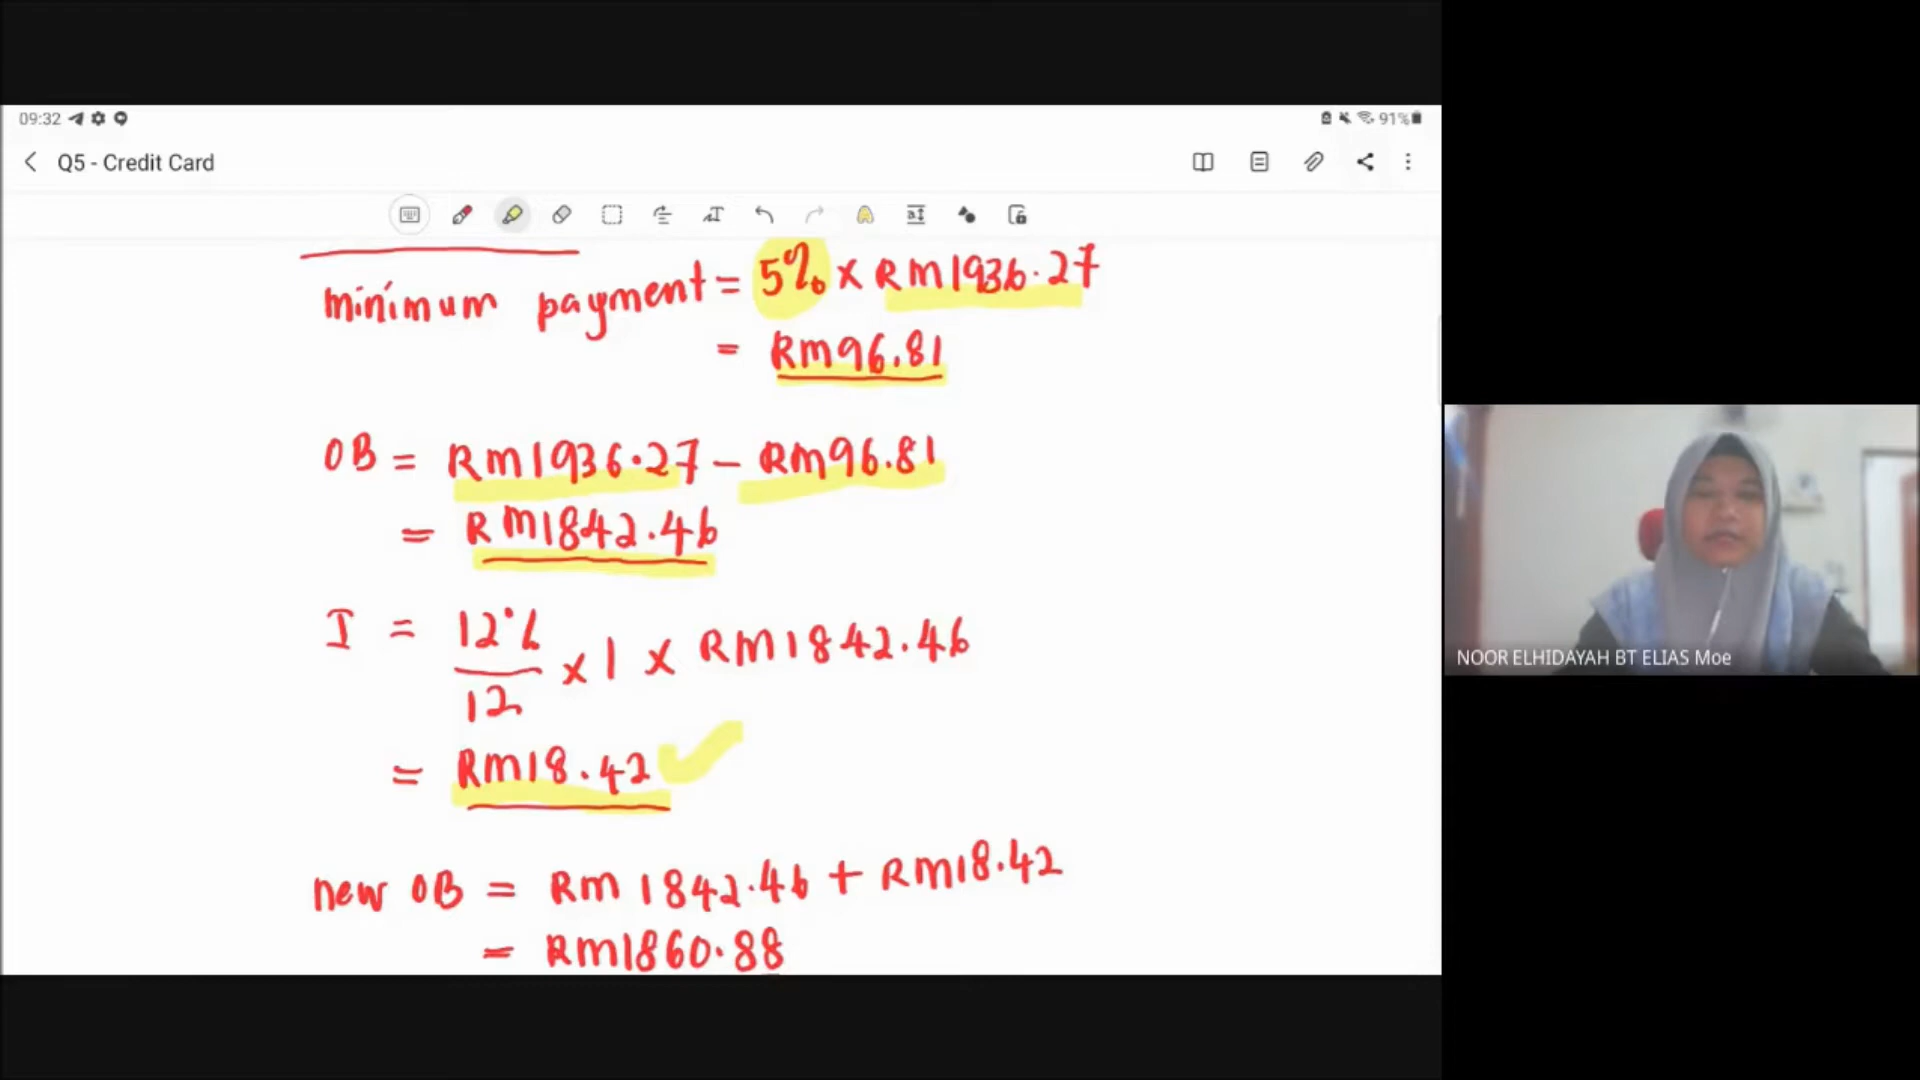 09:32
91%
Q5 - Credit Card
minimum payment = 5% x RM1936.27
= RM96.81
OB = RM1936.27 - RM96.81
= RM1842.46
I = 12% / 12 x 1 x RM1842.46
= RM18.42
new OB = RM 1842.46 + RM18.42
= RM1860.88
NOOR ELHIDAYAH BT ELIAS Moe